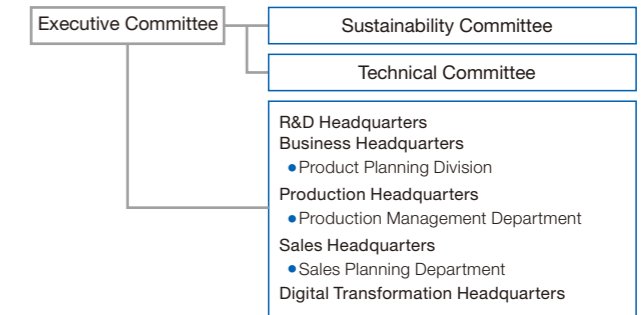 Executive Committee
Sustainability Committee
Technical Committee
R&D Headquarters
Business Headquarters
●Product Planning Division
Production Headquarters
●Production Management Department
Sales Headquarters
●Sales Planning Department
Digital Transformation Headquarters